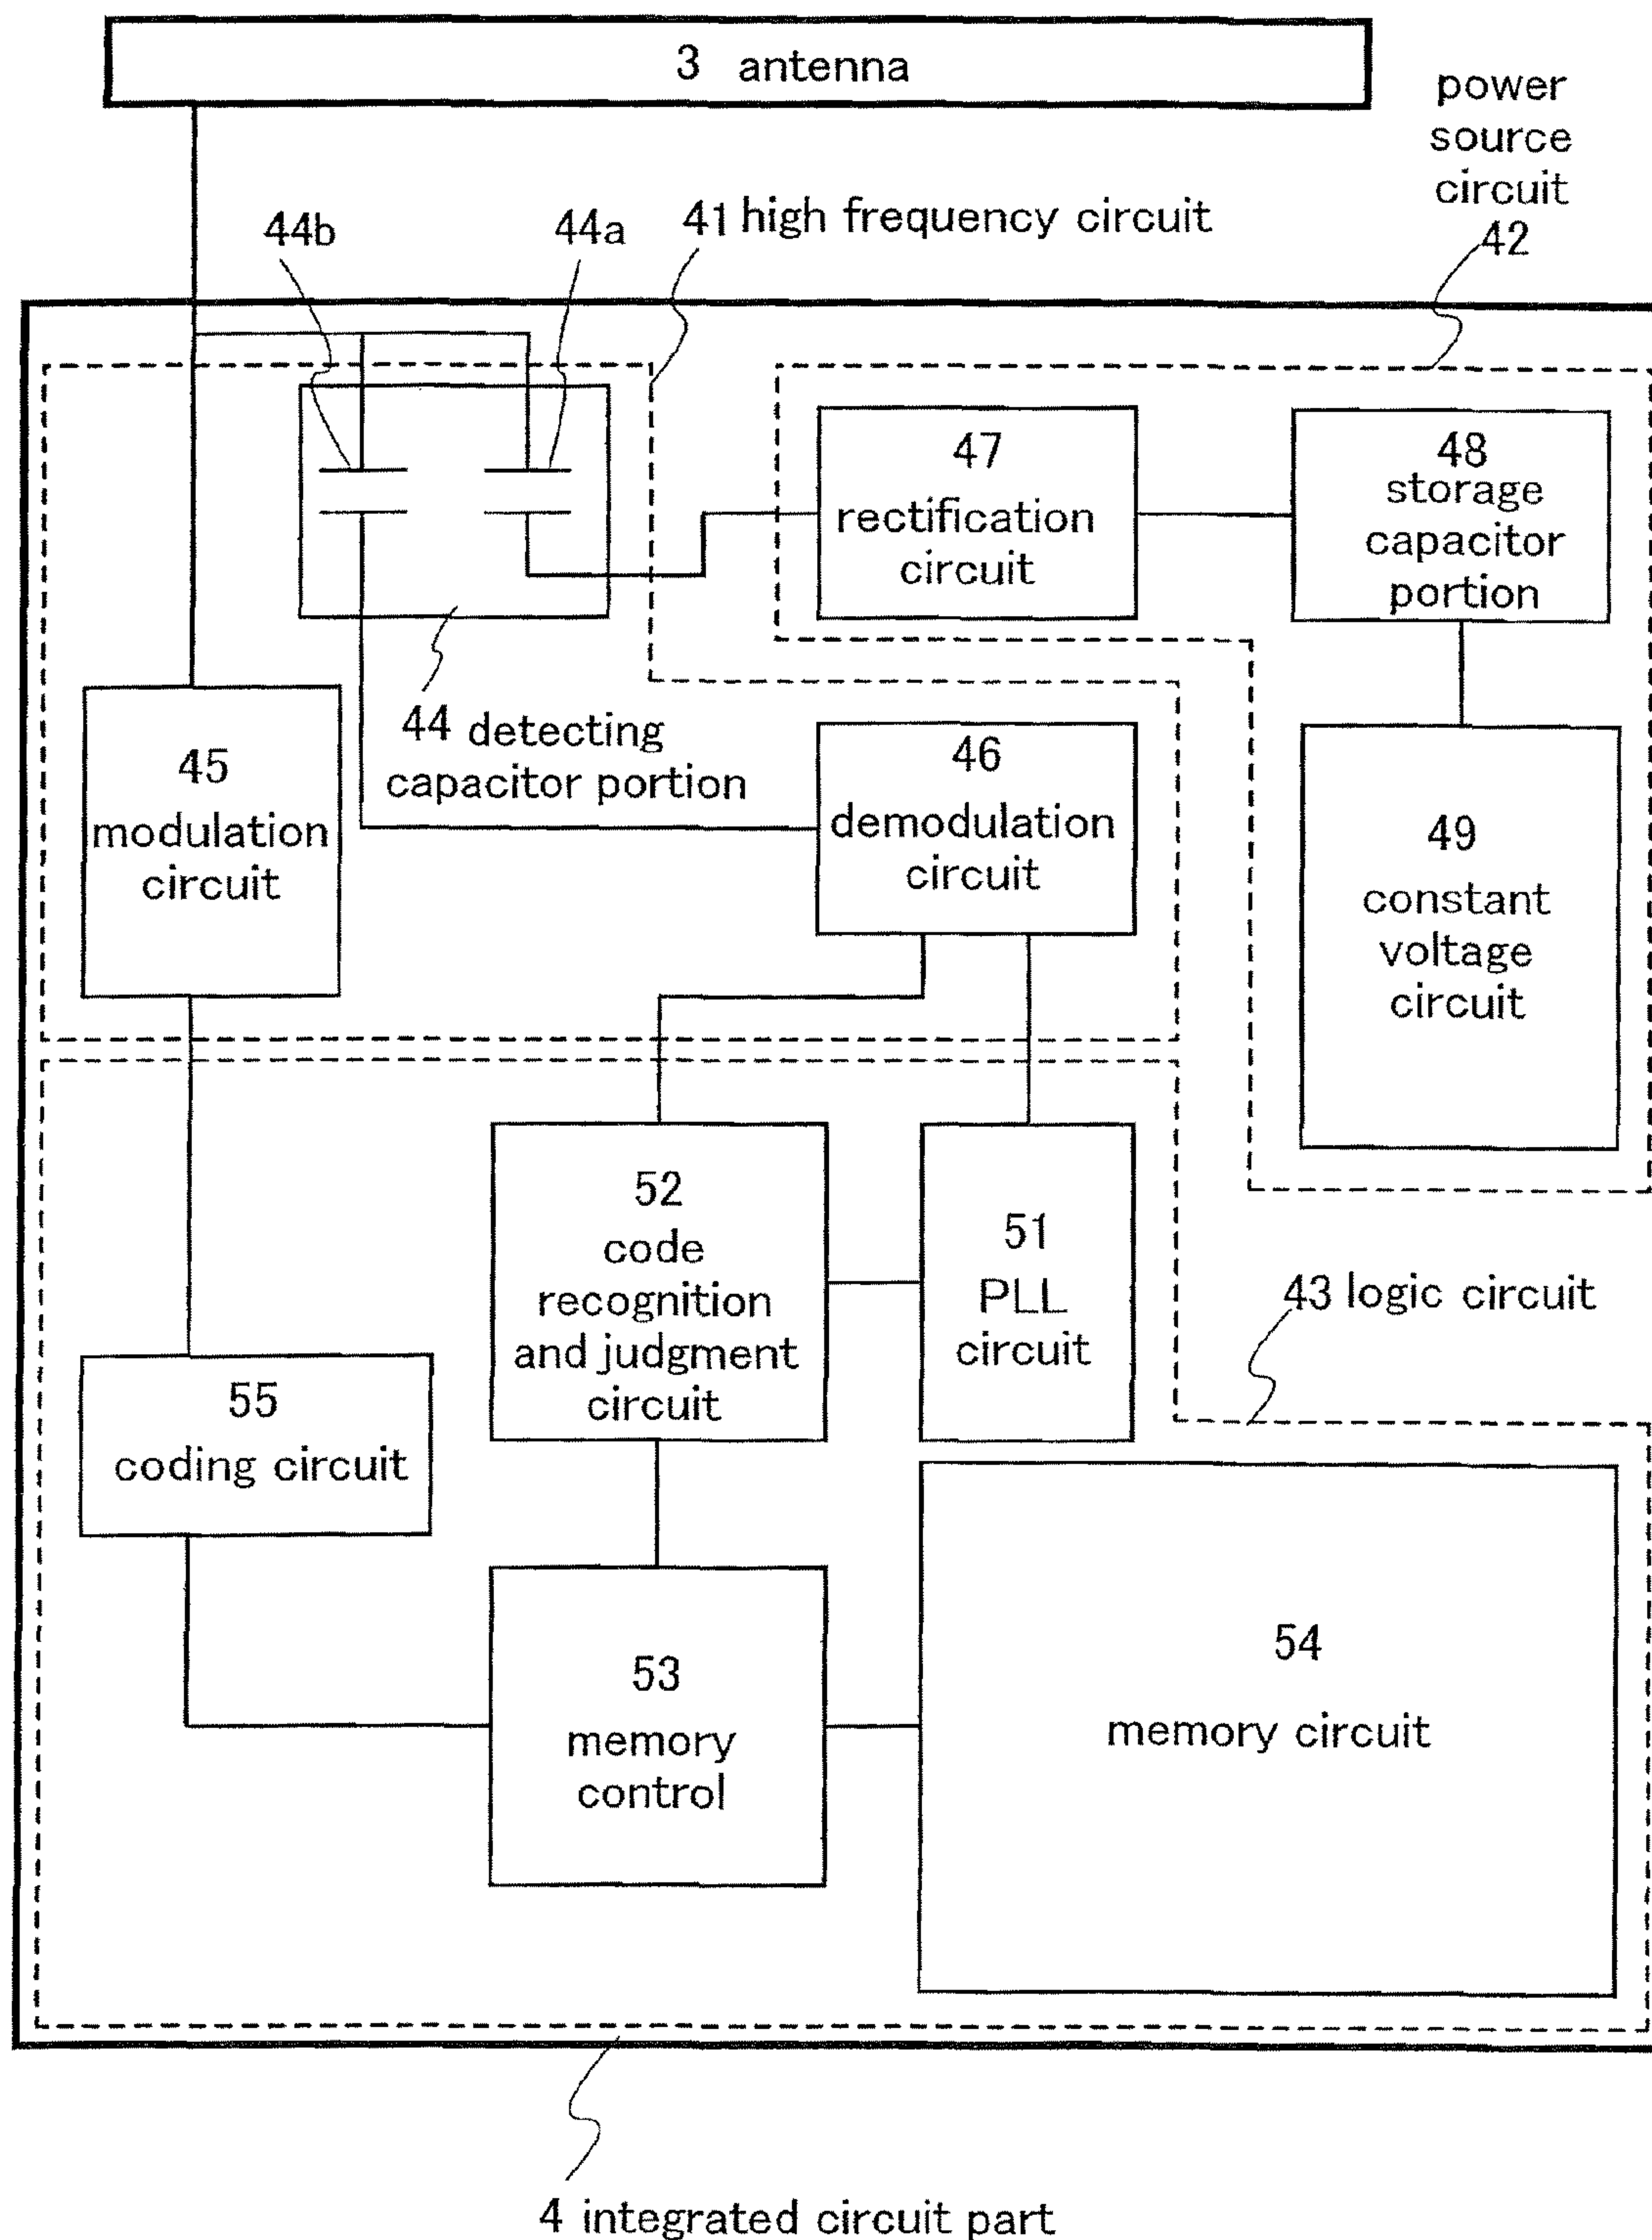 3 antenna
power
source
circuit
42
44b
44a
41 high frequency circuit
47
rectification
circuit
48
storage
capacitor
portion
44 detecting
capacitor portion
45
modulation
circuit
46
demodulation
circuit
49
constant
voltage
circuit
52
code
recognition
and judgment
circuit
51
PLL
circuit
43 logic circuit
55
coding circuit
53
memory
control
54
memory circuit
4 integrated circuit part